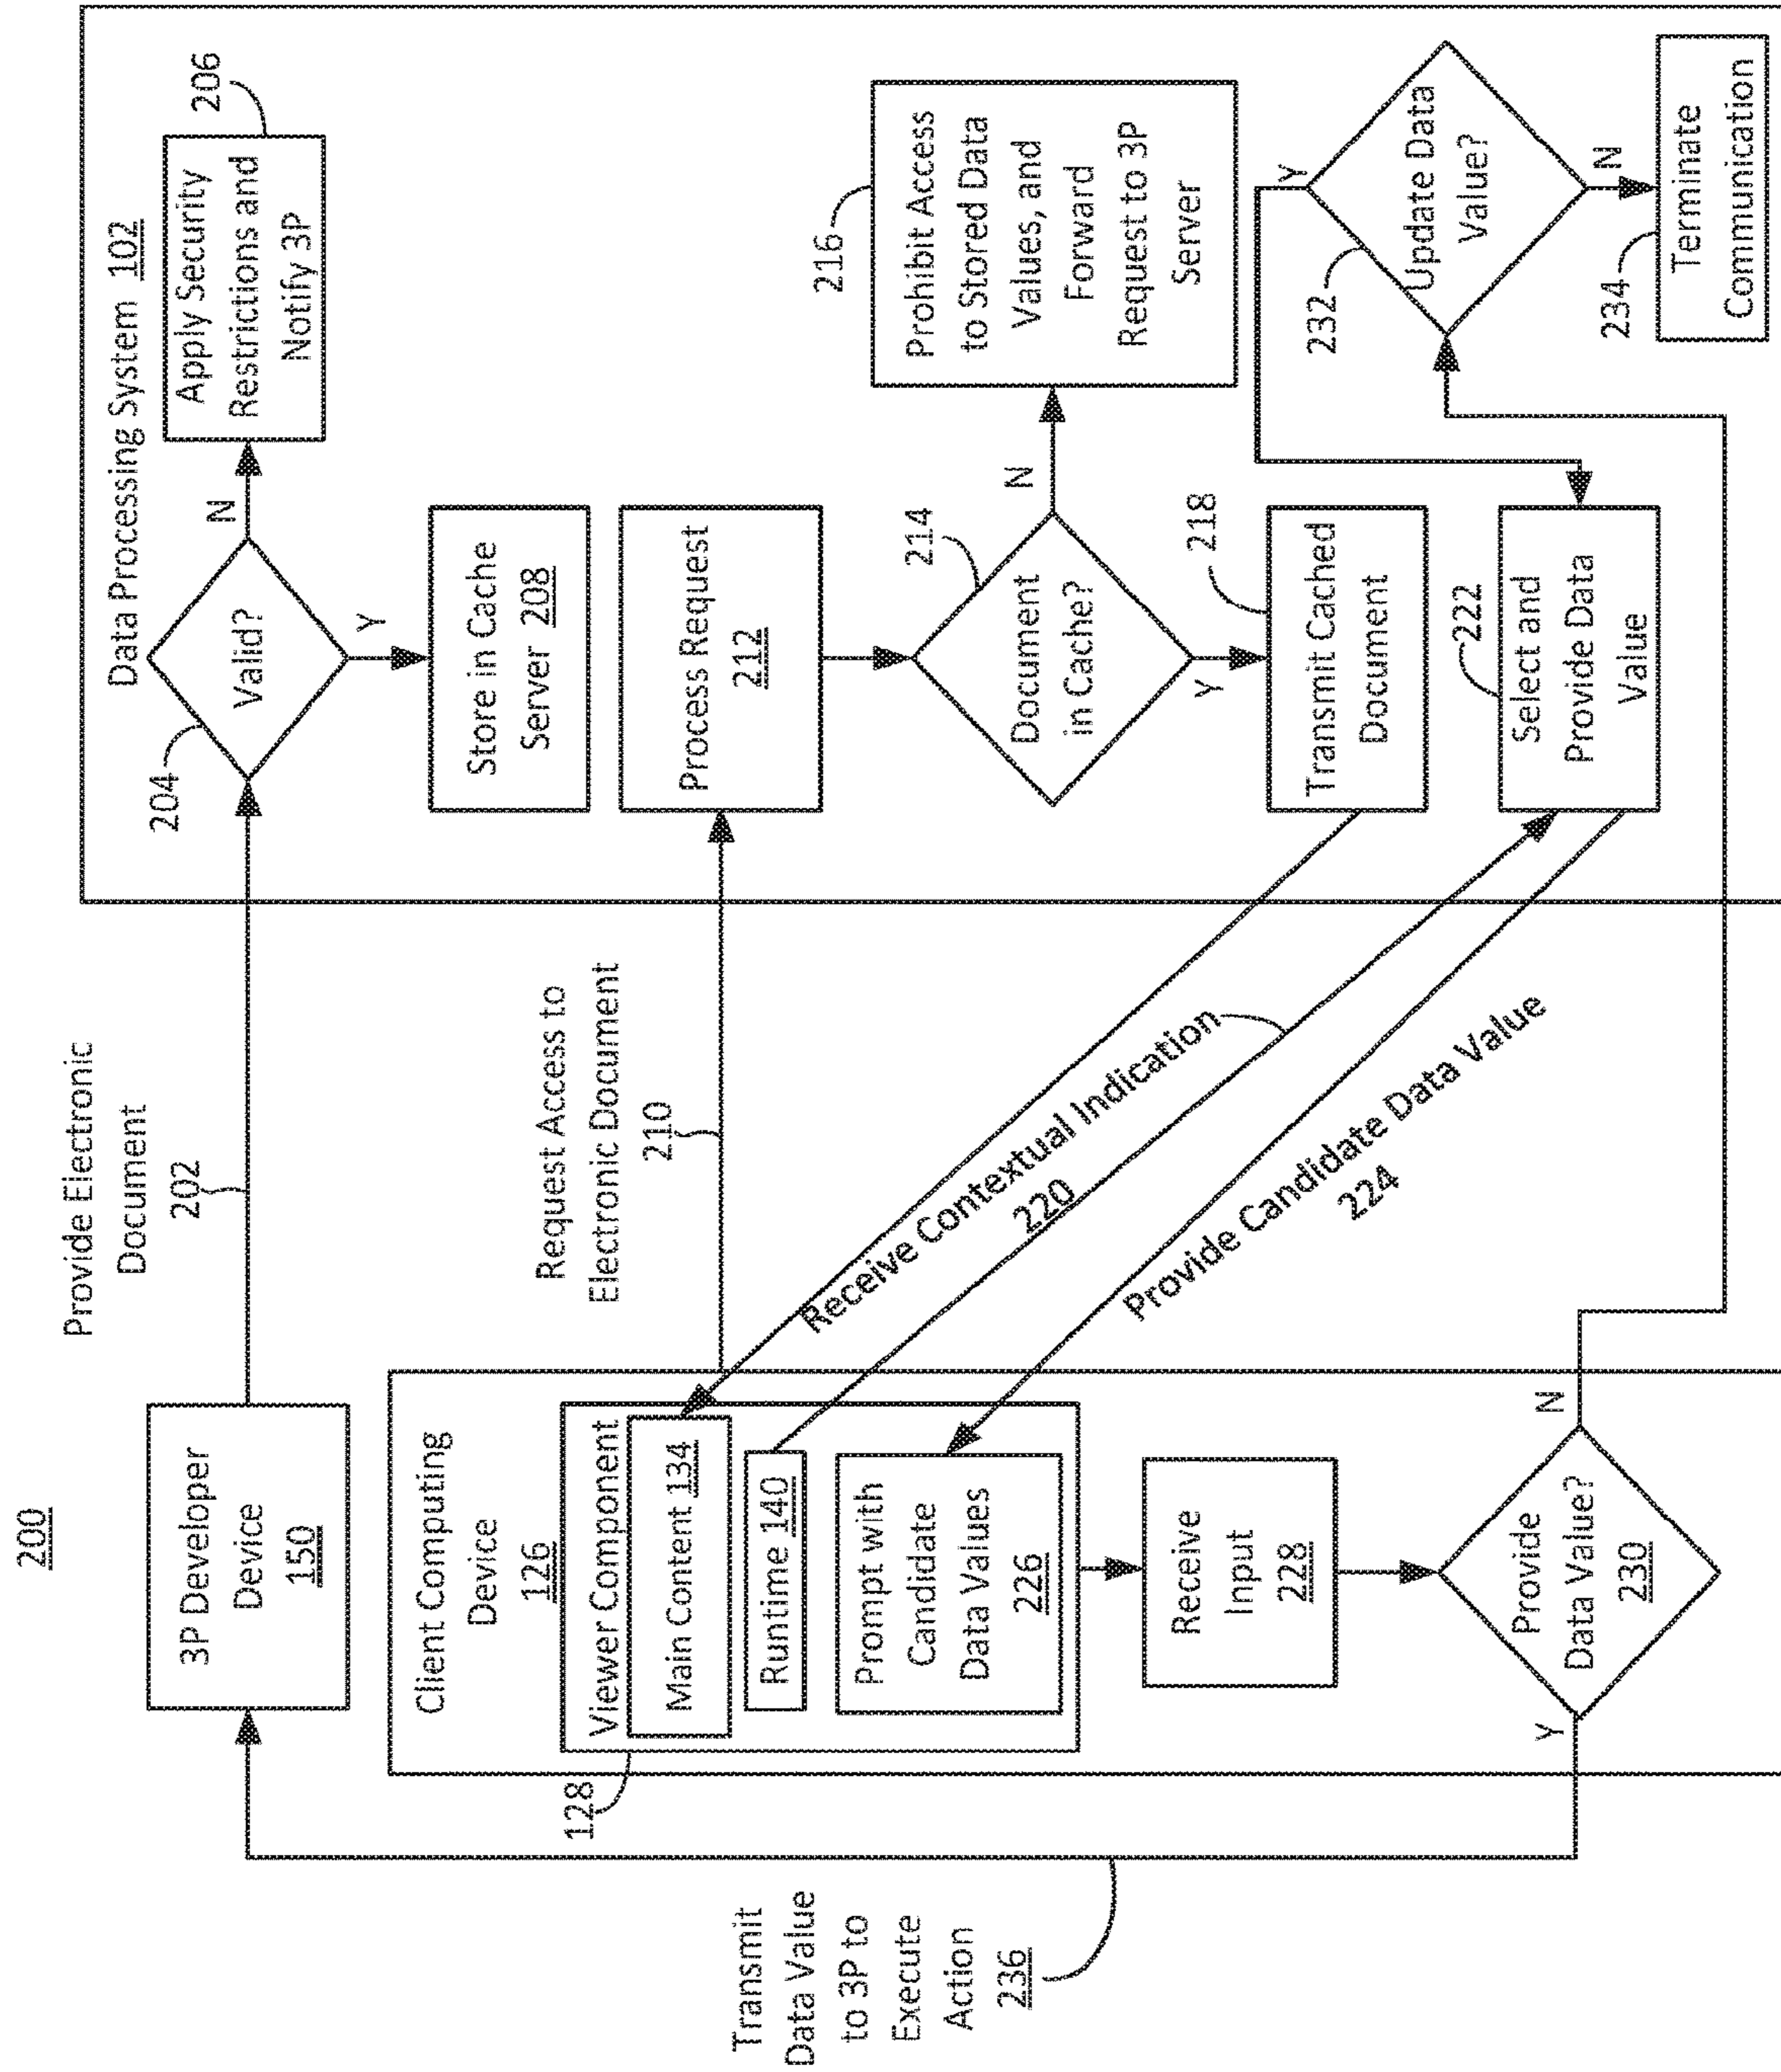 200
3P Developer
Device
150
Provide Electronic
Document
202
Data Processing System 102
204
Valid?
N
Y
Apply Security
Restrictions and
Notify 3P
206
Store in Cache
Server 208
Client Computing
Device
126
Request Access to
Electronic Document
210
Process Request
212
Viewer Component
128
Main Content 134
Runtime 140
Prompt with
Candidate
Data Values
226
Document
in Cache?
214
N
Y
Prohibit Access
to Stored Data
Values, and
Forward
Request to 3P
Server
216
Transmit Cached
Document
218
Receive Contextual Indication
220
Provide Candidate Data Value
224
Select and
Provide Data
Value
222
Receive
Input
228
Provide
Data Value?
230
Y
N
Update Data
Value?
232
Y
N
Terminate
Communication
234
Transmit
Data Value
to 3P to
Execute
Action
236